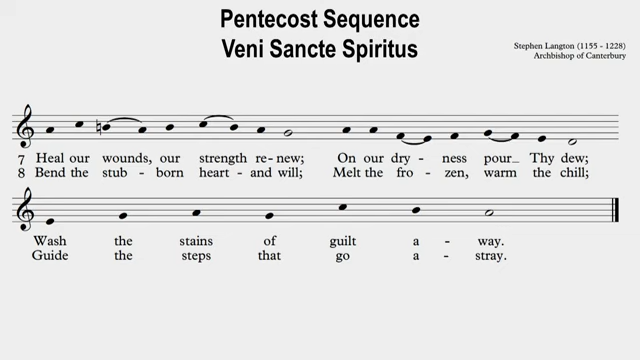 Pentecost Sequence
Veni Sancte Spiritus
Stephen Langton (1155 - 1228)
Archbishop of Canterbury
7 Heal our wounds, our strength re - new; On our dry - ness pour_ Thy dew;
8 Bend the stub - born heart - and will; Melt the fro - zen, warm the chill;
Wash the stains of guilt a - way.
Guide the steps that go a - stray.